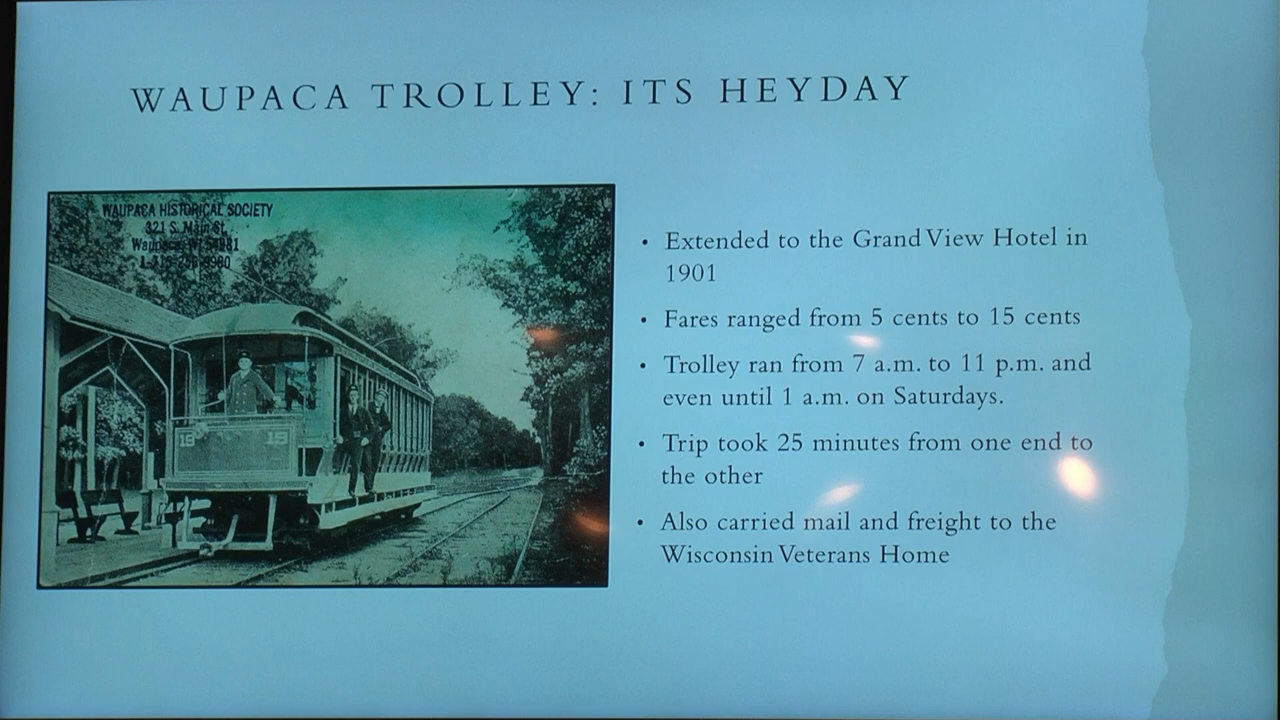 WAUPACA TROLLEY: ITS HEYDAY
WAUPACA HISTORICAL SOCIETY
321 S. Main St.
Waupaca, WI 54981
19 19
• Extended to the Grand View Hotel in
1901
• Fares ranged from 5 cents to 15 cents
• Trolley ran from 7 a.m. to 11 p.m. and
even until 1 a.m. on Saturdays.
• Trip took 25 minutes from one end to
the other
• Also carried mail and freight to the
Wisconsin Veterans Home